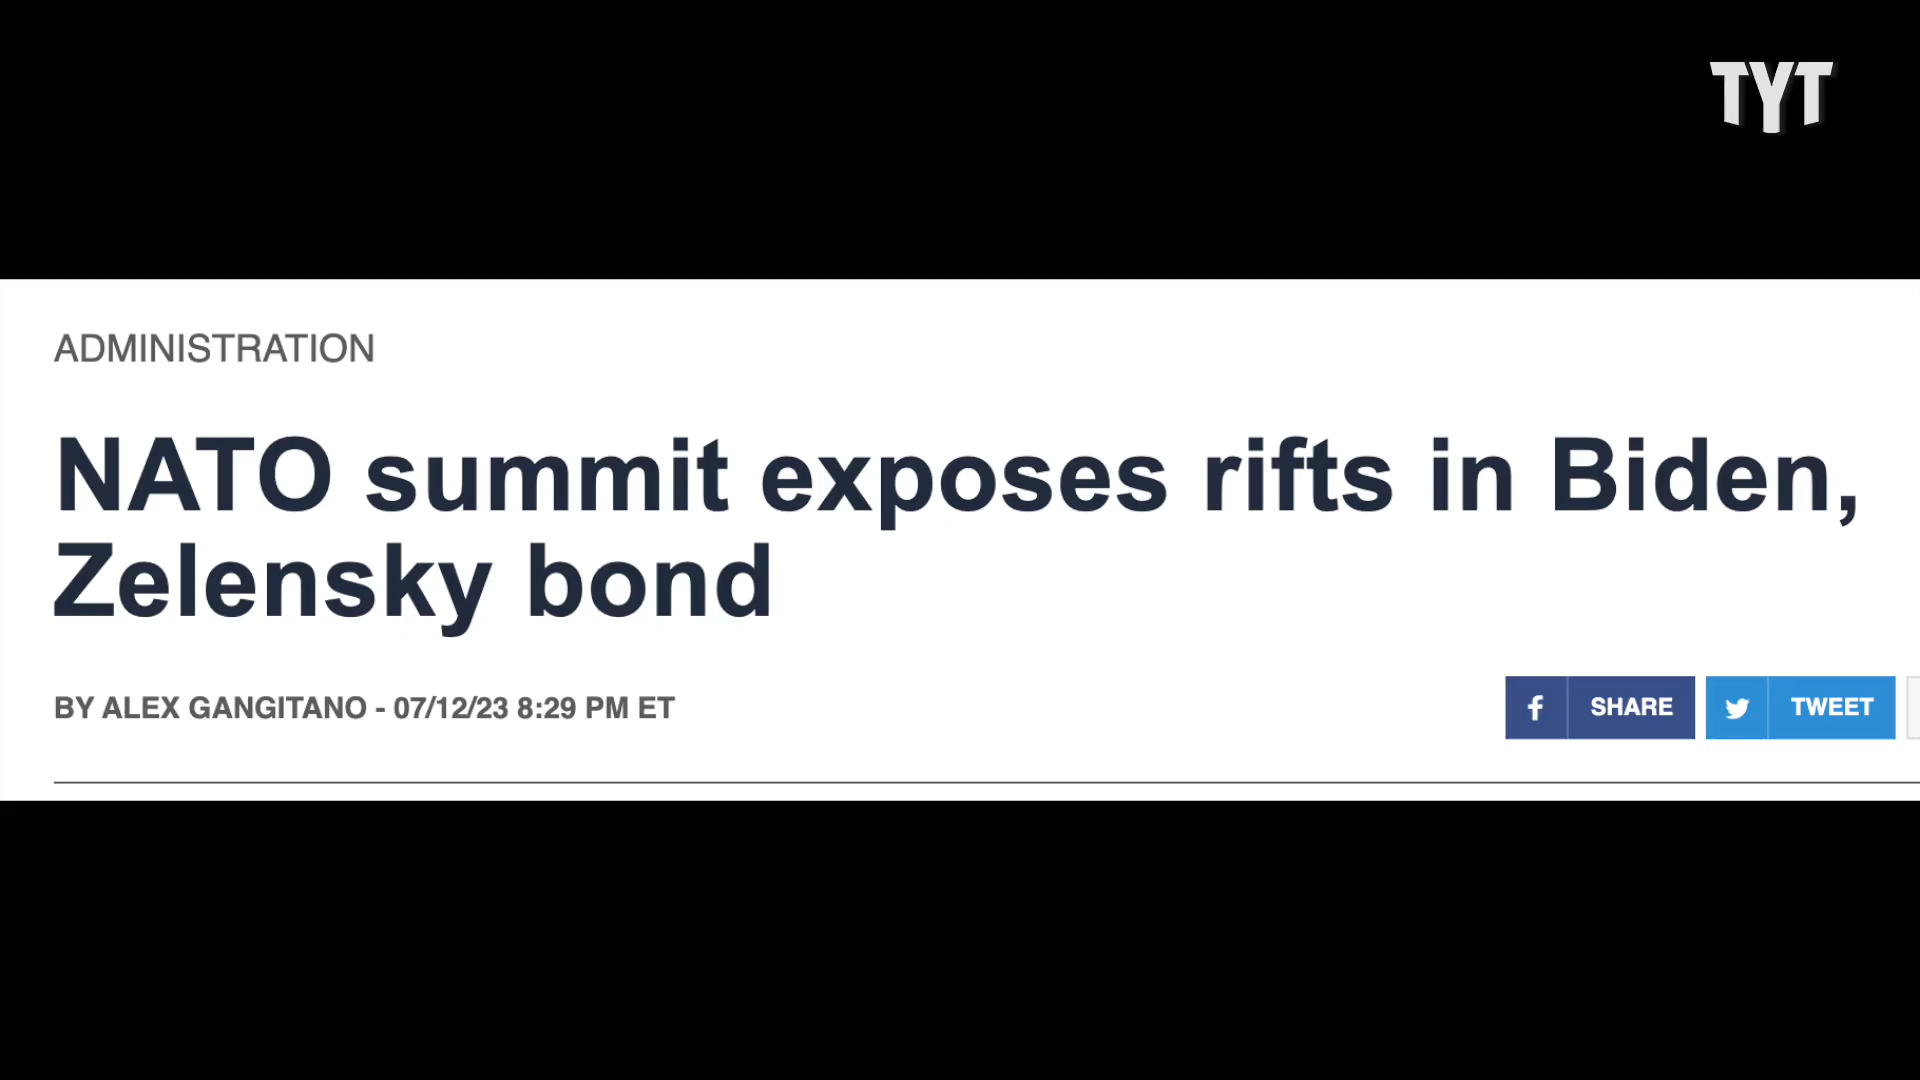 TYT
ADMINISTRATION
NATO summit exposes rifts in Biden,
Zelensky bond
BY ALEX GANGITANO - 07/12/23 8:29 PM ET
f SHARE TWEET